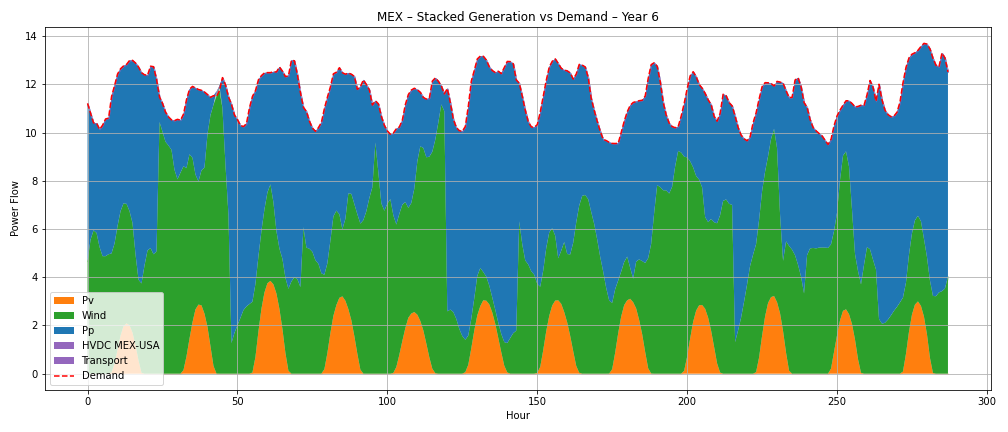 MEX – Stacked Generation vs Demand – Year 6
Power Flow
14
12
10
8
6
4
2
0
Pv
Wind
Pp
HVDC MEX-USA
Transport
Demand
0
50
100
150
200
250
300
Hour